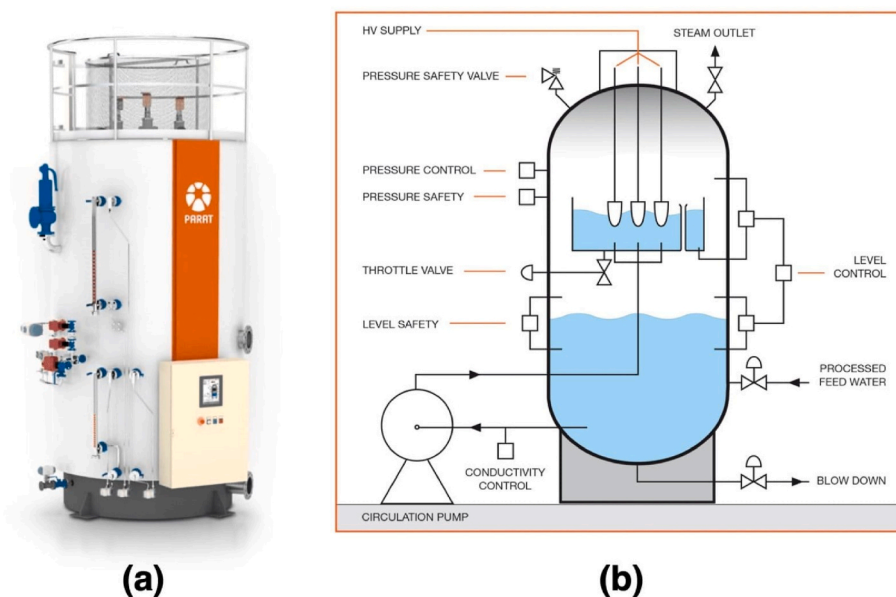 PARAT
HV SUPPLY
STEAM OUTLET
PRESSURE SAFETY VALVE
PRESSURE CONTROL
PRESSURE SAFETY
THROTTLE VALVE
LEVEL
CONTROL
LEVEL SAFETY
PROCESSED
FEED WATER
CONDUCTIVITY
CONTROL
BLOW DOWN
CIRCULATION PUMP
(a)
(b)